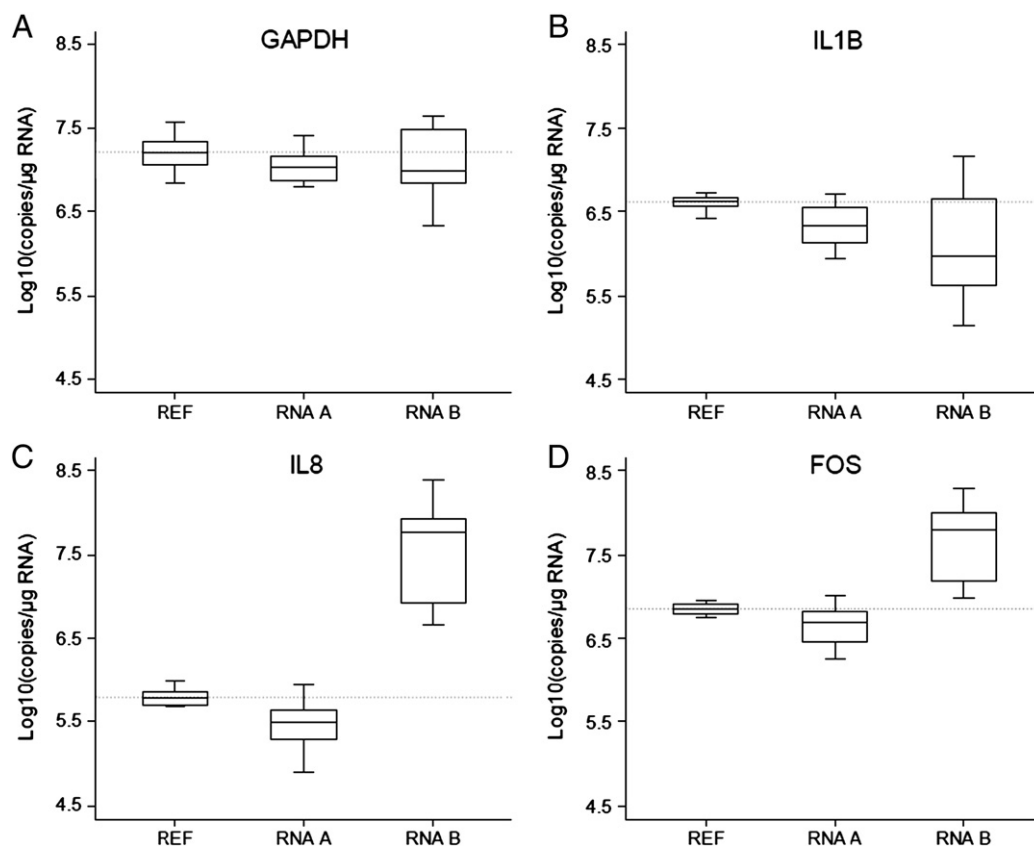 A
GAPDH
Log10(copies/µg RNA)
8.5
7.5
6.5
5.5
4.5
REF
RNA A
RNA B
B
IL1B
Log10(copies/µg RNA)
8.5
7.5
6.5
5.5
4.5
REF
RNA A
RNA B
C
IL8
Log10(copies/µg RNA)
8.5
7.5
6.5
5.5
4.5
REF
RNA A
RNA B
D
FOS
Log10(copies/µg RNA)
8.5
7.5
6.5
5.5
4.5
REF
RNA A
RNA B